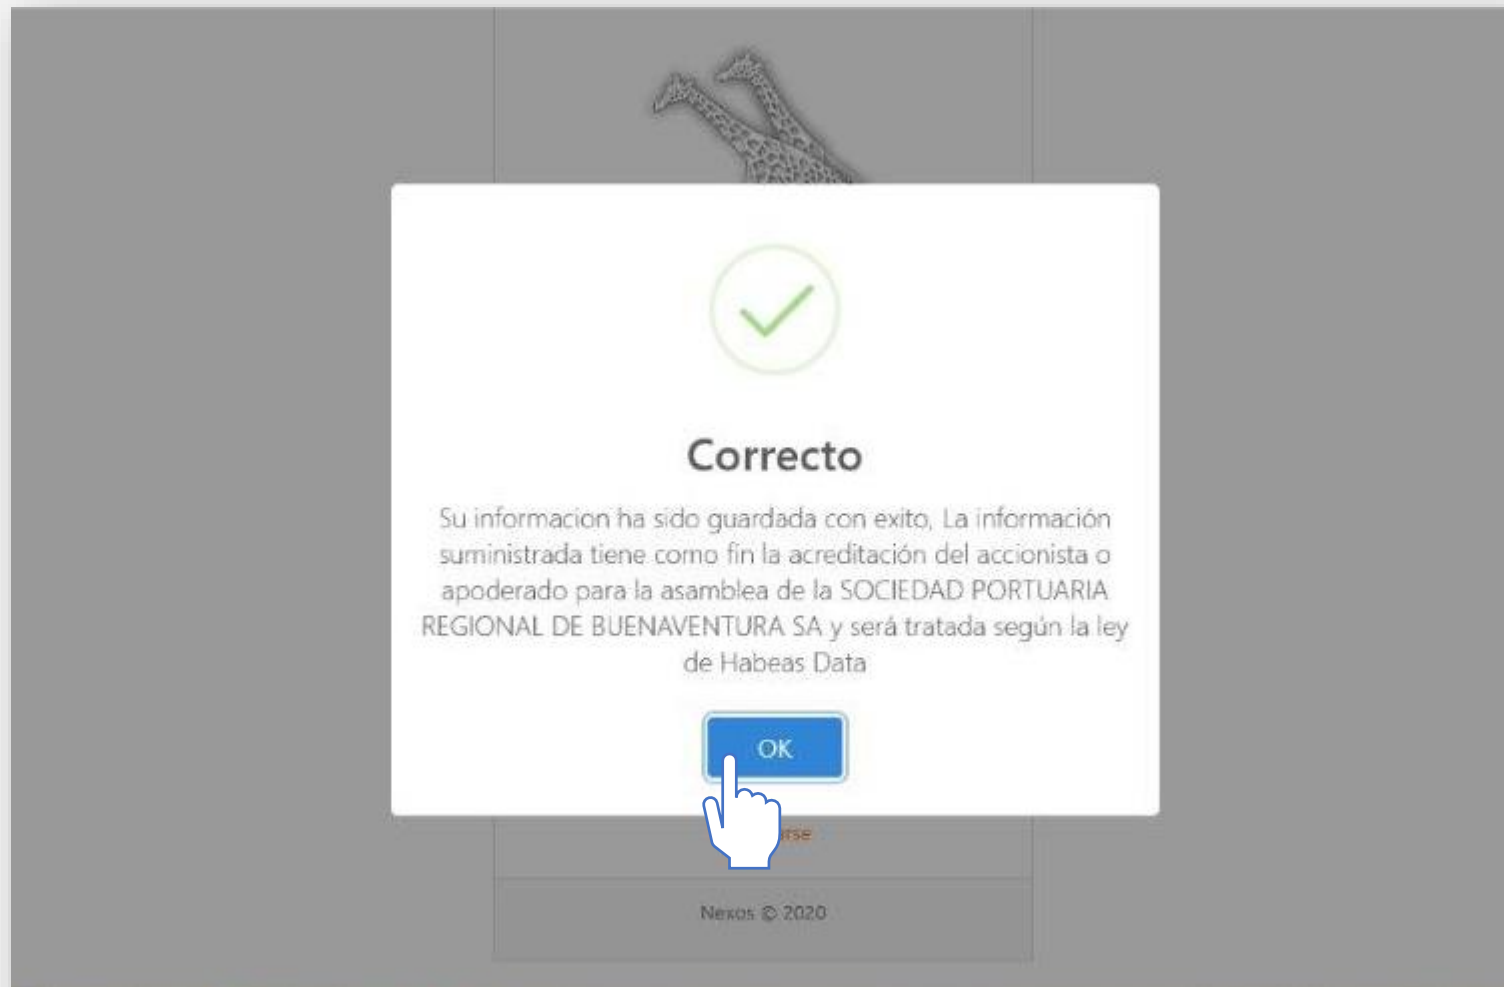 Correcto
Su informacion ha sido guardada con exito, La información
suministrada tiene como fin la acreditación del accionista o
apoderado para la asamblea de la SOCIEDAD PORTUARIA
REGIONAL DE BUENAVENTURA SA y será tratada según la ley
de Habeas Data
OK
Nexos © 2020